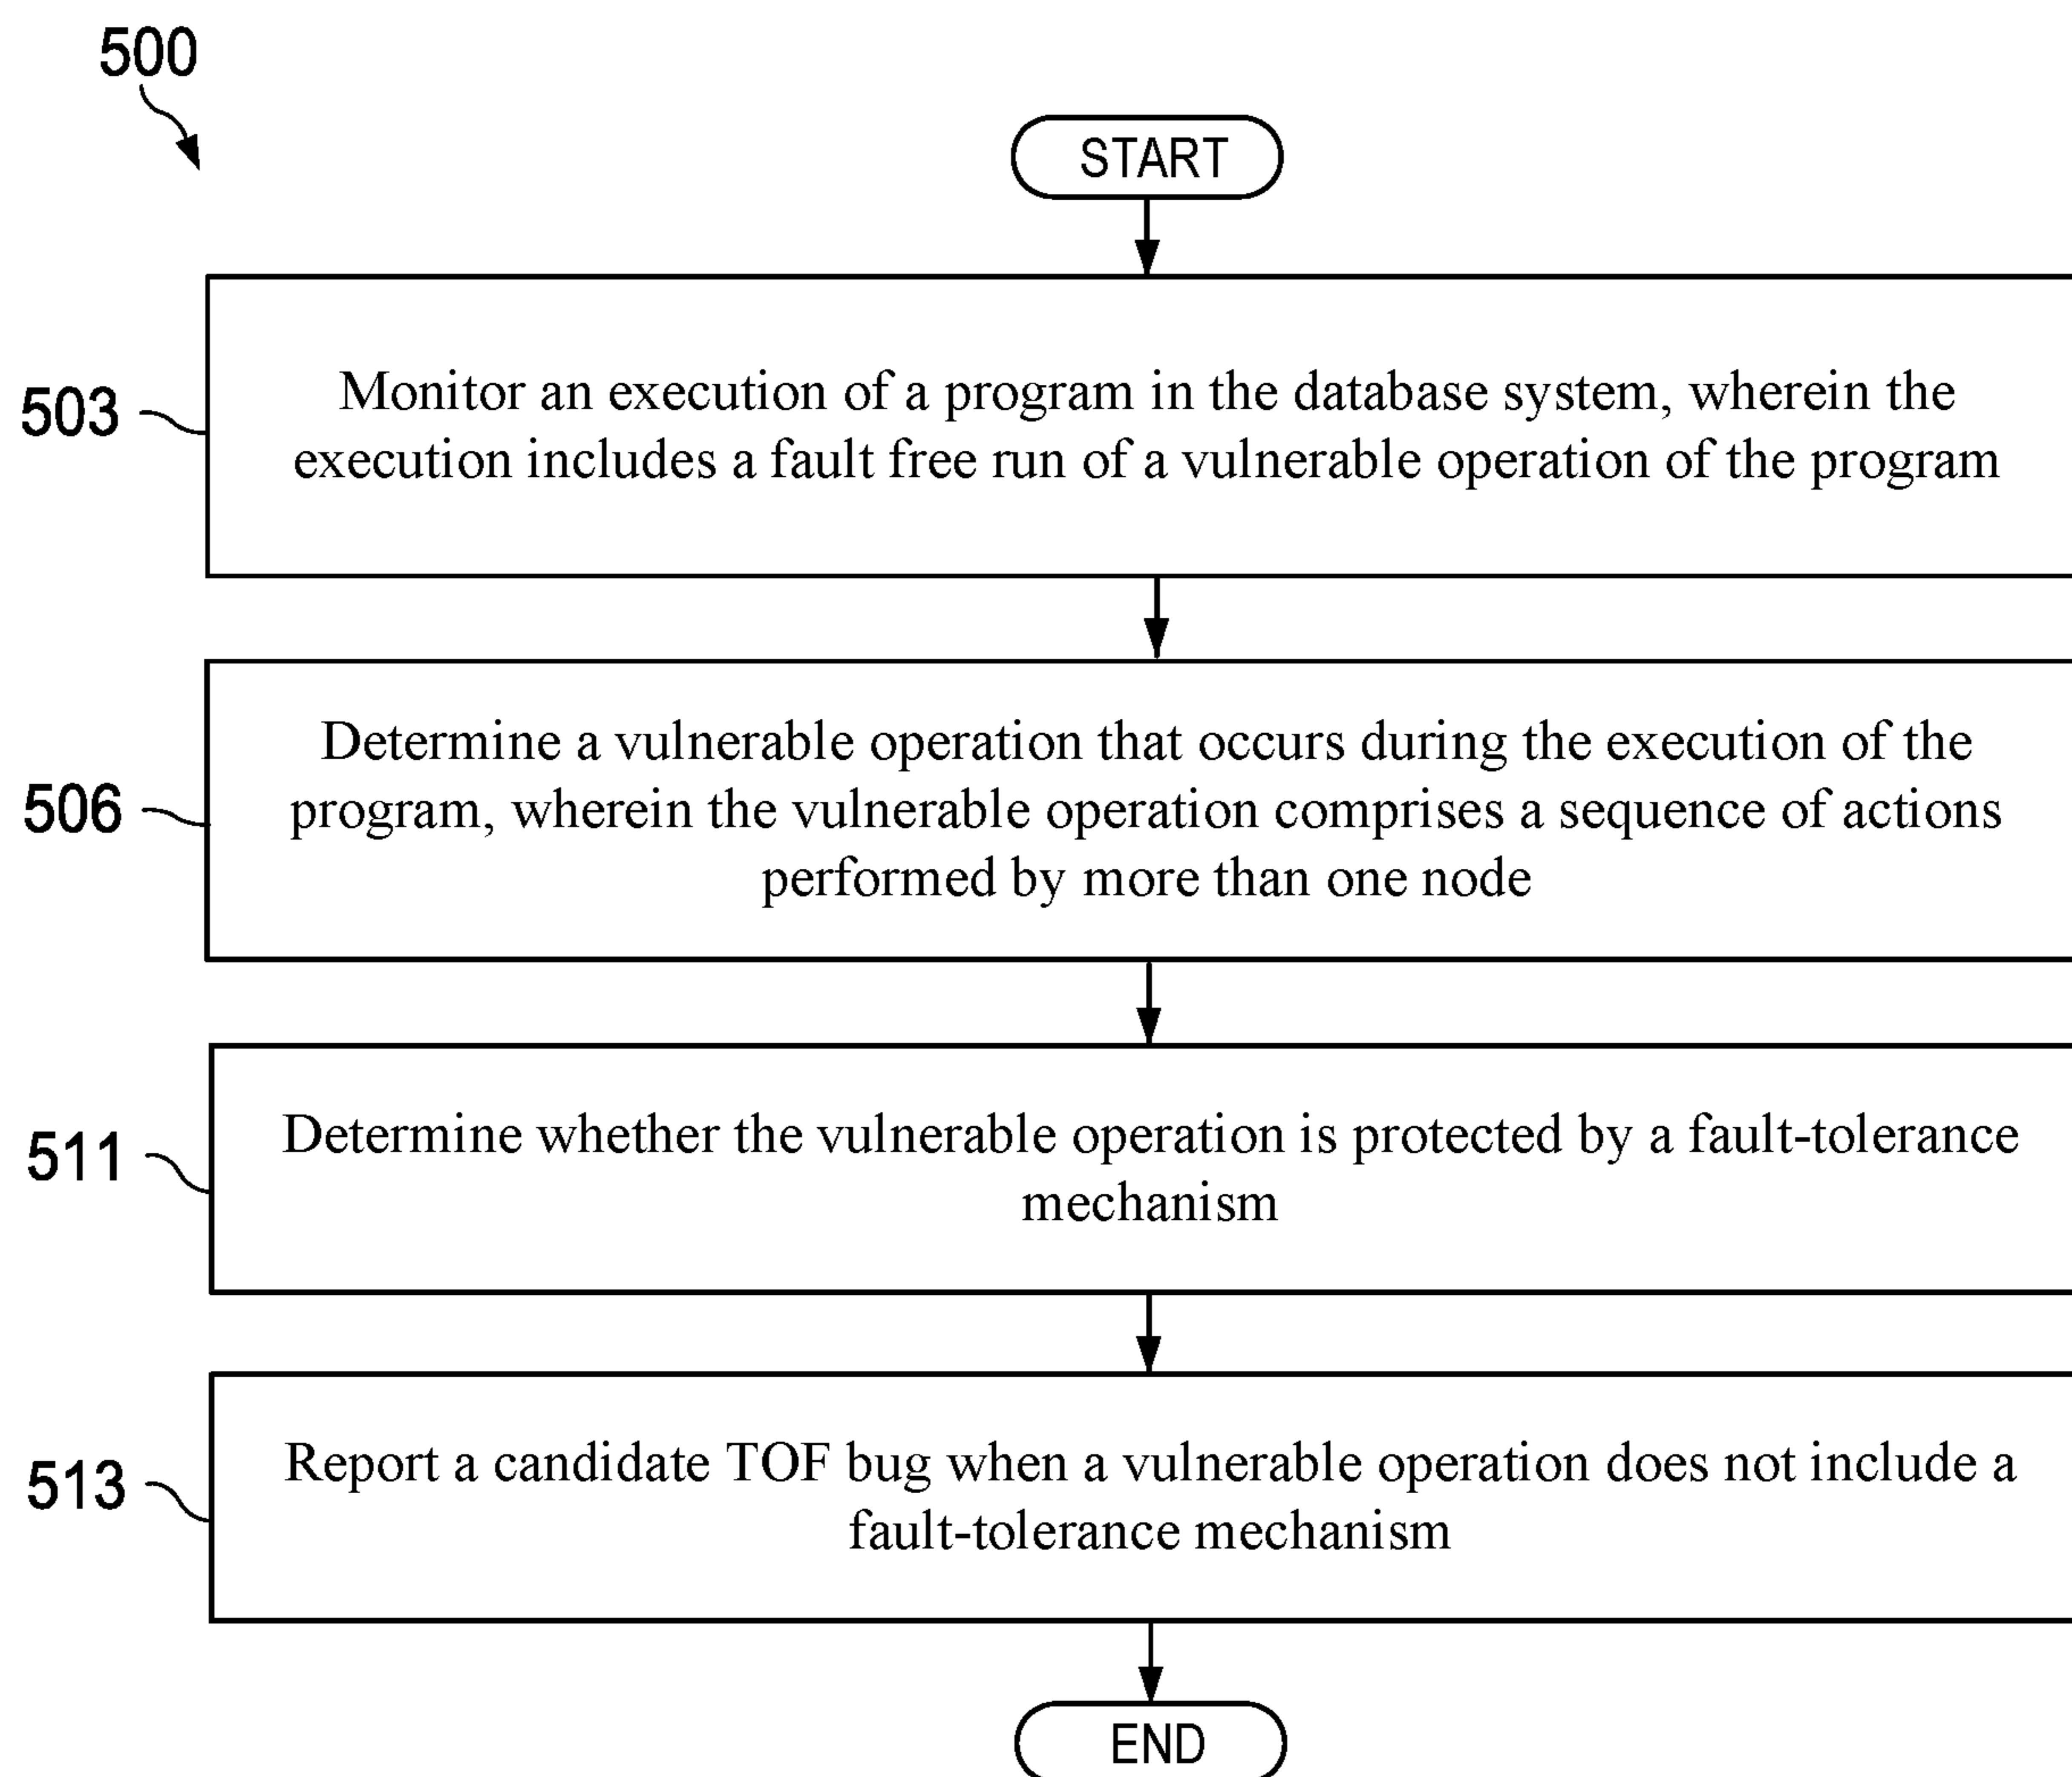 500
START
503
Monitor an execution of a program in the database system, wherein the
execution includes a fault free run of a vulnerable operation of the program
506
Determine a vulnerable operation that occurs during the execution of the
program, wherein the vulnerable operation comprises a sequence of actions
performed by more than one node
511
Determine whether the vulnerable operation is protected by a fault-tolerance
mechanism
513
Report a candidate TOF bug when a vulnerable operation does not include a
fault-tolerance mechanism
END